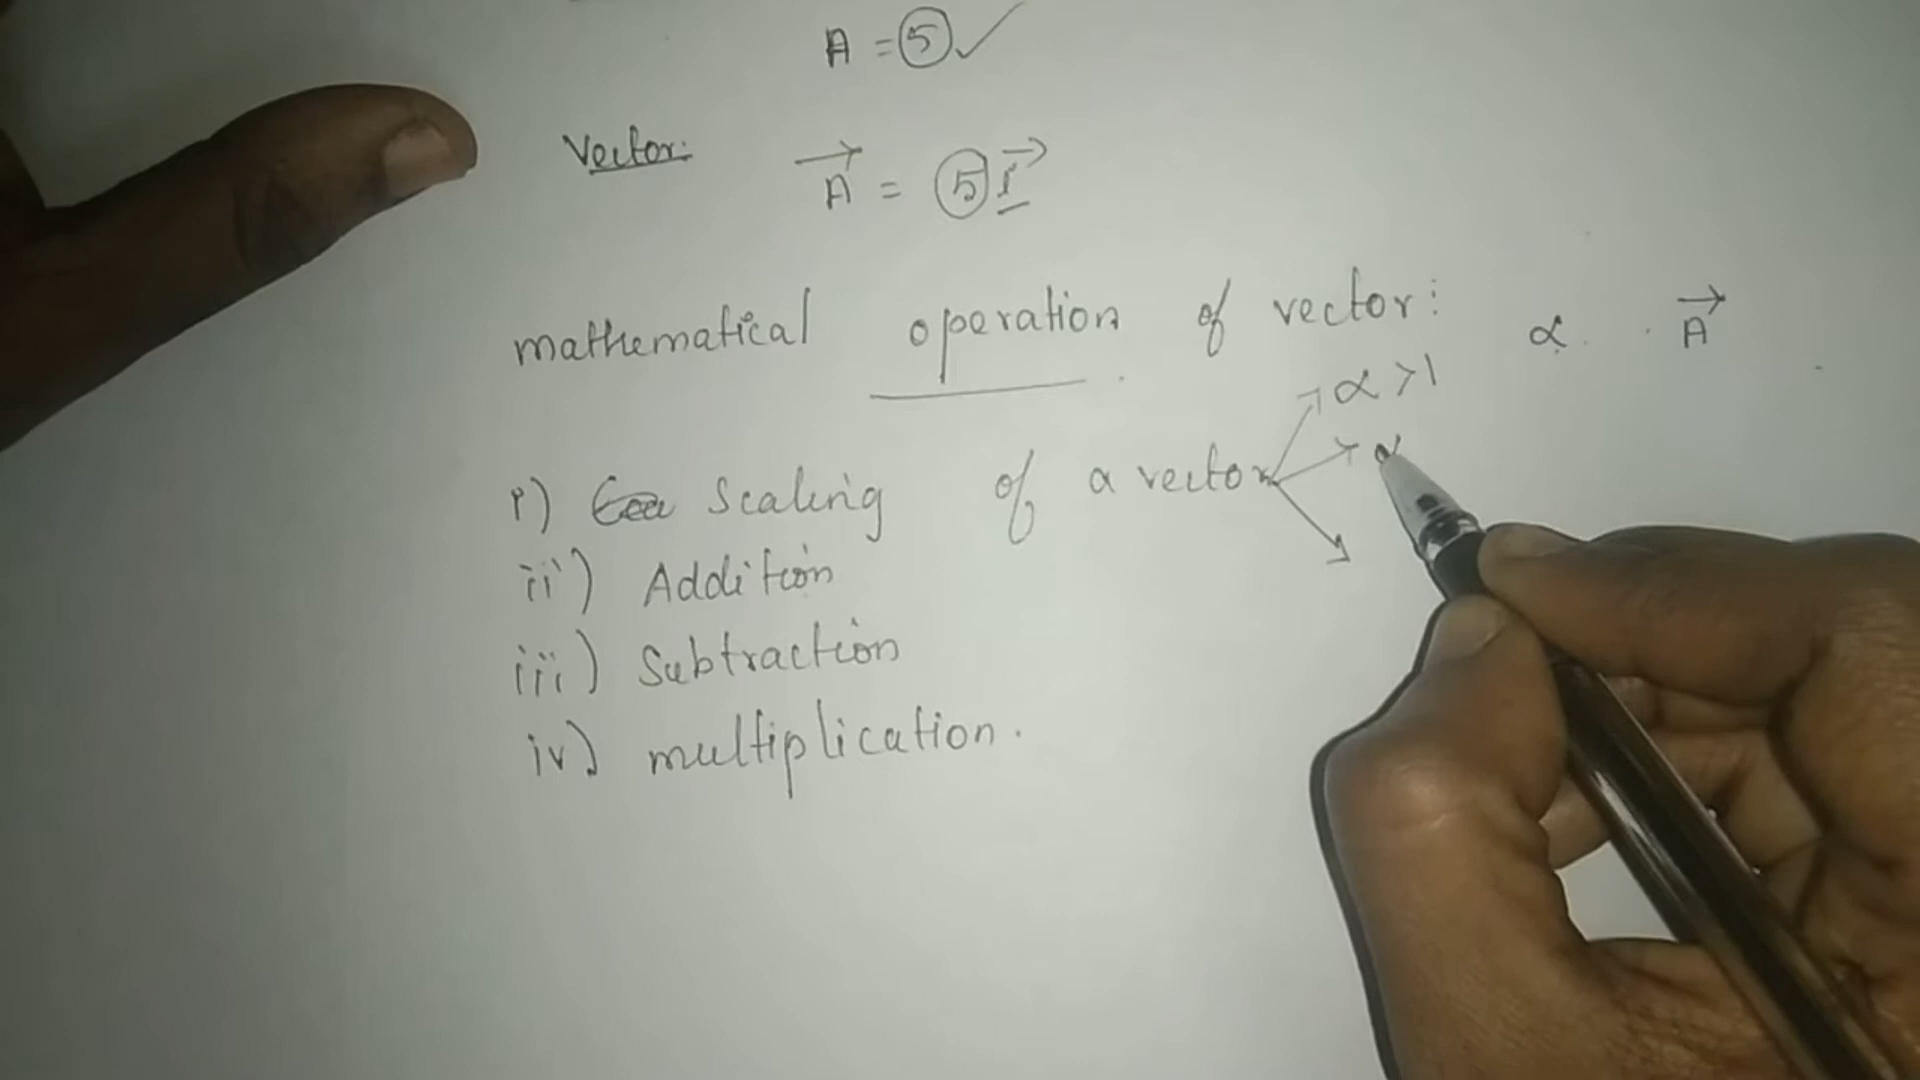 A = 5 ✓
Vector: A⃗ = 5 i⃗
mathematical operation of vector: α . A⃗
α > 1
α
i) Scaling of a vector
ii) Addition
iii) Subtraction
iv) multiplication.